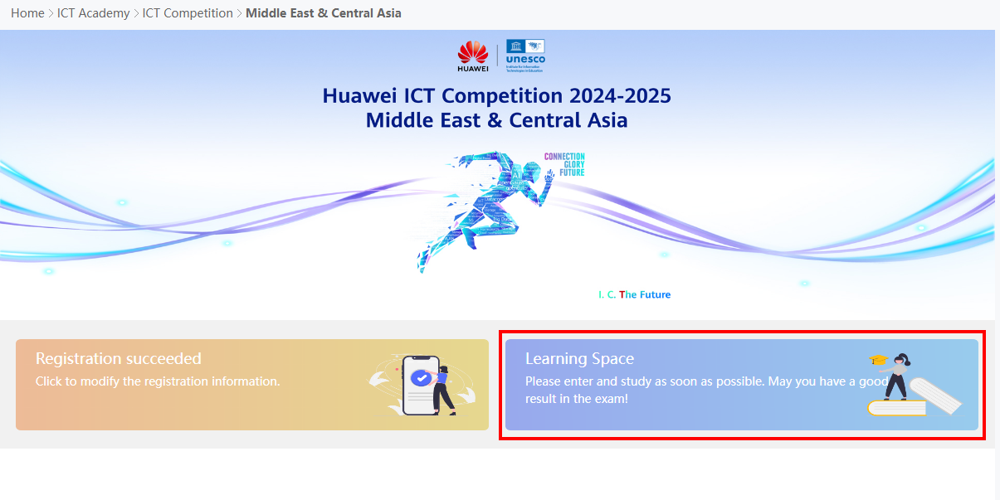 Home > ICT Academy > ICT Competition > Middle East & Central Asia
HUAWEI
unesco
Institute for Information
Technologies in Education
Huawei ICT Competition 2024-2025
Middle East & Central Asia
CONNECTION
GLORY
FUTURE
I. C. The Future
Registration succeeded
Click to modify the registration information.
Learning Space
Please enter and study as soon as possible. May you have a good
result in the exam!